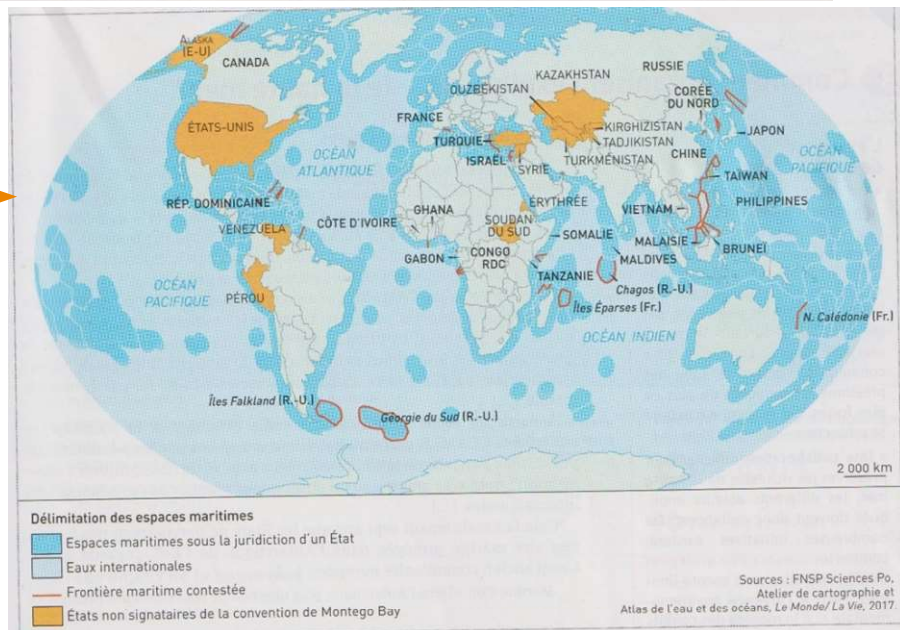 ALASKA
(E-U)
CANADA
RUSSIE
KAZAKHSTAN
OUZBÉKISTAN
CORÉE
DU NORD
ÉTATS-UNIS
FRANCE
KIRGHIZISTAN
JAPON
TADJIKISTAN
TURQUIE
CHINE
OCÉAN
ATLANTIQUE
ISRAËL
TURKMÉNISTAN
OCÉAN
PACIFIQUE
SYRIE
TAIWAN
RÉP. DOMINICAINE
ÉRYTHRÉE
GHANA
VIETNAM
PHILIPPINES
CÔTE D'IVOIRE
SOUDAN
DU SUD
VENEZUELA
SOMALIE
MALAISIE
BRUNEI
CONGO
RDC
MALDIVES
GABON
TANZANIE
OCÉAN
PACIFIQUE
Chagos (R.-U.)
PÉROU
Îles Éparses (Fr.)
N. Calédonie (Fr.)
OCÉAN INDIEN
Îles Falkland (R.-U.)
Géorgie du Sud (R.-U.)
2 000 km
Délimitation des espaces maritimes
Espaces maritimes sous la juridiction d'un État
Eaux internationales
Frontière maritime contestée
États non signataires de la convention de Montego Bay
Sources : FNSP Sciences Po,
Atelier de cartographie et
Atlas de l'eau et des océans, Le Monde/ La Vie, 2017.